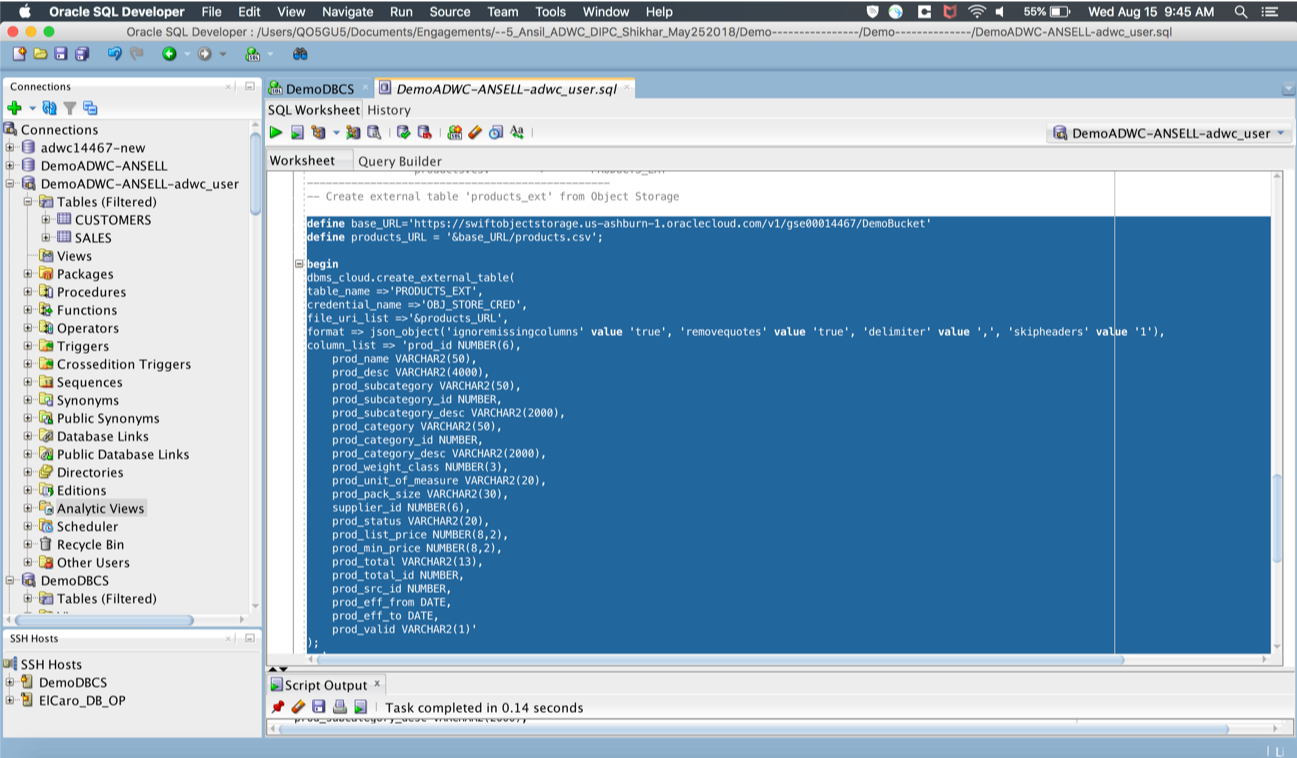 Oracle SQL Developer File Edit View Navigate Run Source Team Tools Window Help 55% Wed Aug 15 9:45 AM
Oracle SQL Developer : /Users/QO5GU5/Documents/Engagements/--5_Ansil_ADWC_DIPC_Shikhar_May252018/Demo----------------/Demo--------------/DemoADWC-ANSELL-adwc_user.sql
Connections
Connections
adwc14467-new
DemoADWC-ANSELL
DemoADWC-ANSELL-adwc_user
Tables (Filtered)
CUSTOMERS
SALES
Views
Packages
Procedures
Functions
Operators
Triggers
Crossedition Triggers
Sequences
Synonyms
Public Synonyms
Database Links
Public Database Links
Directories
Editions
Analytic Views
Scheduler
Recycle Bin
Other Users
DemoDBCS
Tables (Filtered)
SSH Hosts
SSH Hosts
DemoDBCS
ElCaro_DB_OP
DemoDBCS DemoADWC-ANSELL-adwc_user.sql
SQL Worksheet History
DemoADWC-ANSELL-adwc_user
Worksheet Query Builder
-- Create external table 'products_ext' from Object Storage
define base_URL='https://swiftobjectstorage.us-ashburn-1.oraclecloud.com/v1/gse00014467/DemoBucket'
define products_URL = '&base_URL/products.csv';
begin
dbms_cloud.create_external_table(
table_name =>'PRODUCTS_EXT',
credential_name =>'OBJ_STORE_CRED',
file_uri_list =>'&products_URL',
format => json_object('ignoremissingcolumns' value 'true', 'removequotes' value 'true', 'delimiter' value ',', 'skipheaders' value '1'),
column_list => 'prod_id NUMBER(6),
prod_name VARCHAR2(50),
prod_desc VARCHAR2(4000),
prod_subcategory VARCHAR2(50),
prod_subcategory_id NUMBER,
prod_subcategory_desc VARCHAR2(2000),
prod_category VARCHAR2(50),
prod_category_id NUMBER,
prod_category_desc VARCHAR2(2000),
prod_weight_class NUMBER(3),
prod_unit_of_measure VARCHAR2(20),
prod_pack_size VARCHAR2(30),
supplier_id NUMBER(6),
prod_status VARCHAR2(20),
prod_list_price NUMBER(8,2),
prod_min_price NUMBER(8,2),
prod_total VARCHAR2(13),
prod_total_id NUMBER,
prod_src_id NUMBER,
prod_eff_from DATE,
prod_eff_to DATE,
prod_valid VARCHAR2(1)'
);
Script Output
Task completed in 0.14 seconds